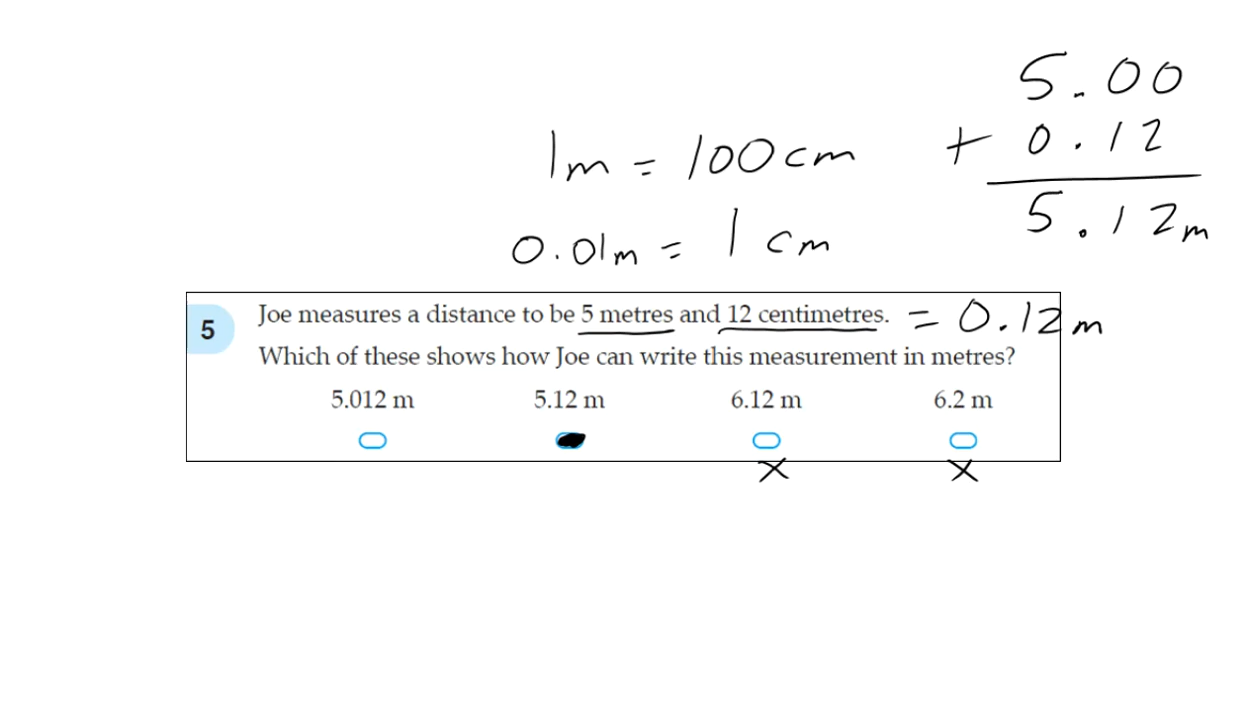 5.00
1m = 100cm + 0.12
5.12m
0.01m = 1 cm
5 Joe measures a distance to be 5 metres and 12 centimetres. = 0.12m
Which of these shows how Joe can write this measurement in metres?
5.012 m 5.12 m 6.12 m 6.2 m
x x